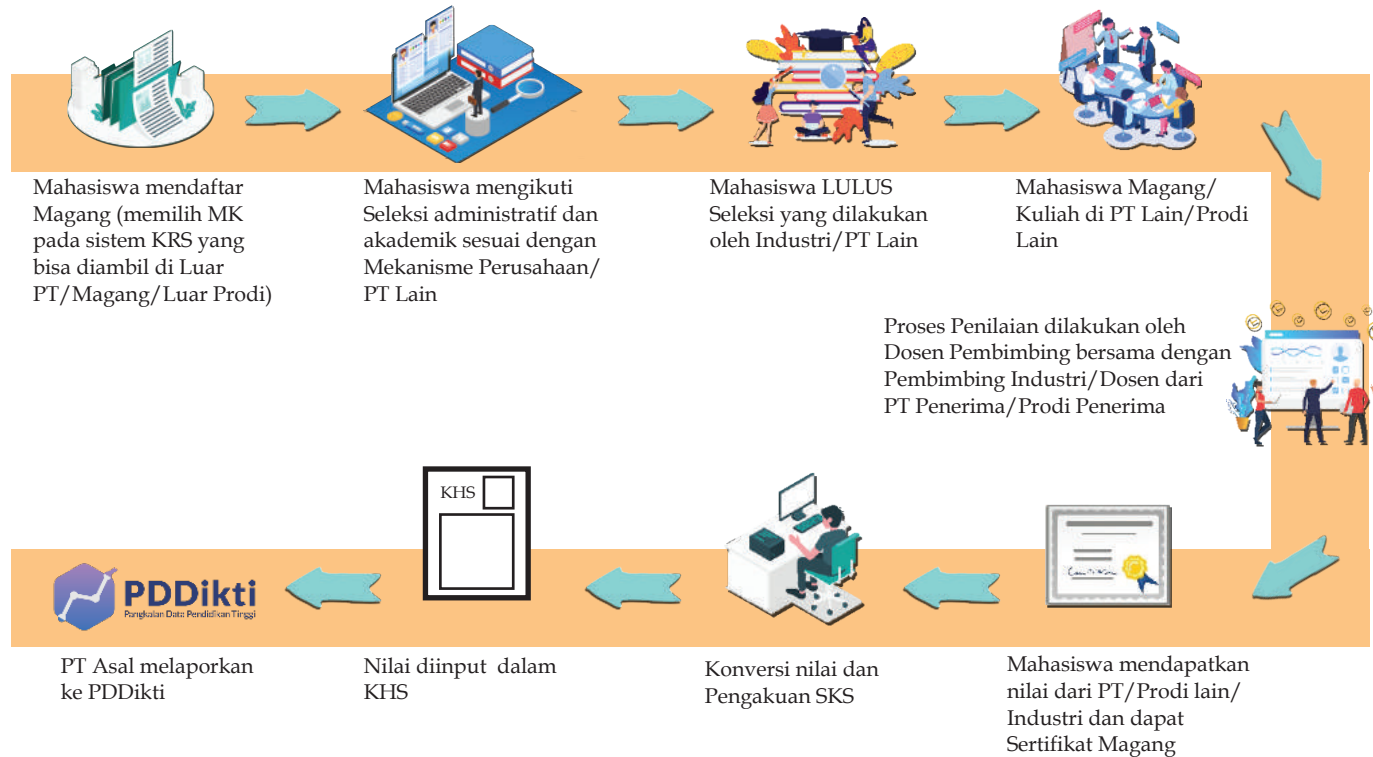 Mahasiswa mendaftar
Magang (memilih MK
pada sistem KRS yang
bisa diambil di Luar
PT/Magang/Luar Prodi)
Mahasiswa mengikuti
Seleksi administratif dan
akademik sesuai dengan
Mekanisme Perusahaan/
PT Lain
Mahasiswa LULUS
Seleksi yang dilakukan
oleh Industri/PT Lain
Mahasiswa Magang/
Kuliah di PT Lain/Prodi
Lain
Proses Penilaian dilakukan oleh
Dosen Pembimbing bersama dengan
Pembimbing Industri/Dosen dari
PT Penerima/Prodi Penerima
Mahasiswa mendapatkan
nilai dari PT/Prodi lain/
Industri dan dapat
Sertifikat Magang
Konversi nilai dan
Pengakuan SKS
KHS
Nilai diinput dalam
KHS
PDDikti
Pangkalan Data Pendidikan Tinggi
PT Asal melaporkan
ke PDDikti